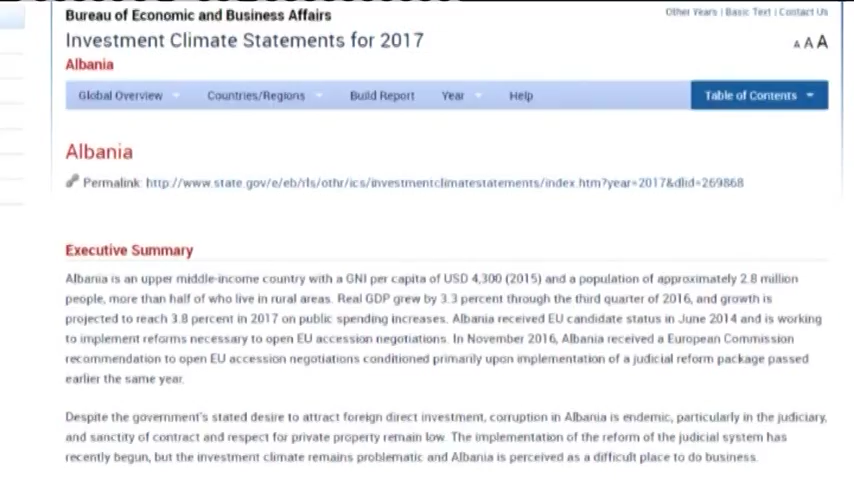 Bureau of Economic and Business Affairs
Other Years | Basic Text | Contact Us
Investment Climate Statements for 2017
A A A
Albania
Global Overview Countries/Regions Build Report Year Help Table of Contents
Albania
Permalink: http://www.state.gov/e/eb/rls/othr/ics/investmentclimatestatements/index.htm?year=2017&dlid=269868
Executive Summary
Albania is an upper middle-income country with a GNI per capita of USD 4,300 (2015) and a population of approximately 2.8 million
people, more than half of who live in rural areas. Real GDP grew by 3.3 percent through the third quarter of 2016, and growth is
projected to reach 3.8 percent in 2017 on public spending increases. Albania received EU candidate status in June 2014 and is working
to implement reforms necessary to open EU accession negotiations. In November 2016, Albania received a European Commission
recommendation to open EU accession negotiations conditioned primarily upon implementation of a judicial reform package passed
earlier the same year.
Despite the government's stated desire to attract foreign direct investment, corruption in Albania is endemic, particularly in the judiciary,
and sanctity of contract and respect for private property remain low. The implementation of the reform of the judicial system has
recently begun, but the investment climate remains problematic and Albania is perceived as a difficult place to do business.